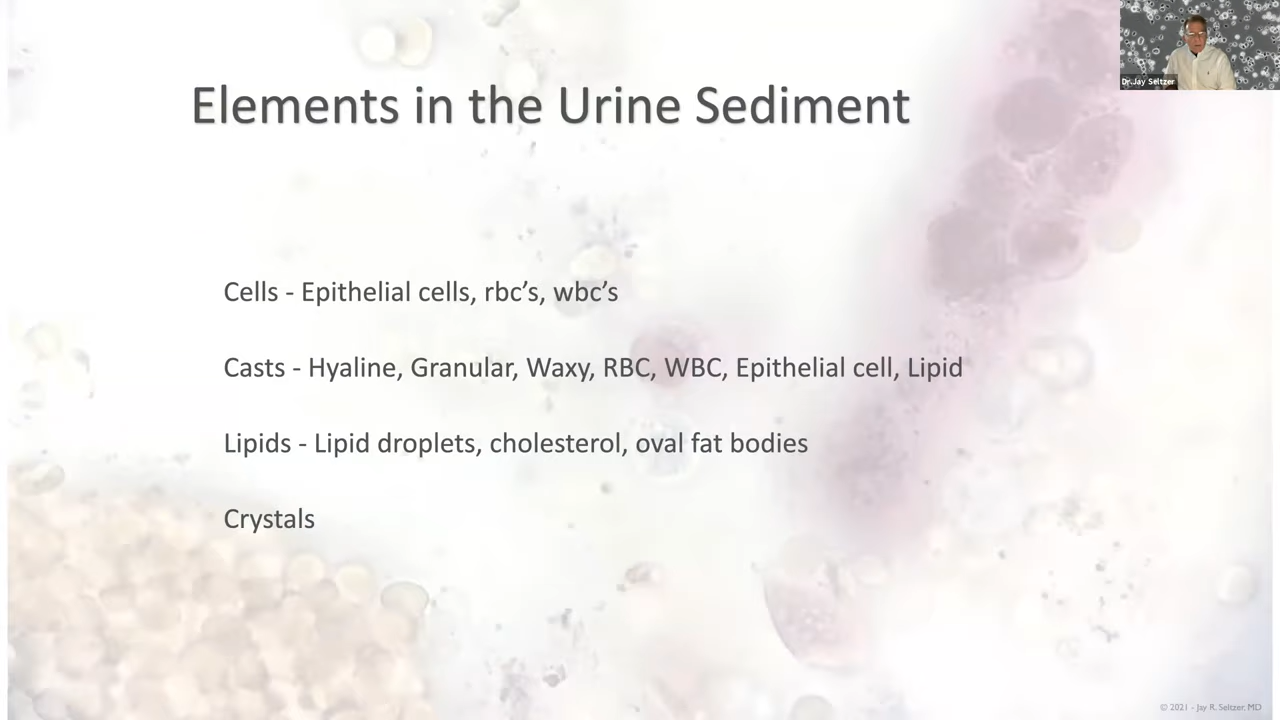 Elements in the Urine Sediment
Dr.Jay Seltzer
Cells - Epithelial cells, rbc’s, wbc’s
Casts - Hyaline, Granular, Waxy, RBC, WBC, Epithelial cell, Lipid
Lipids - Lipid droplets, cholesterol, oval fat bodies
Crystals
© 2021 - Jay R. Seltzer, MD